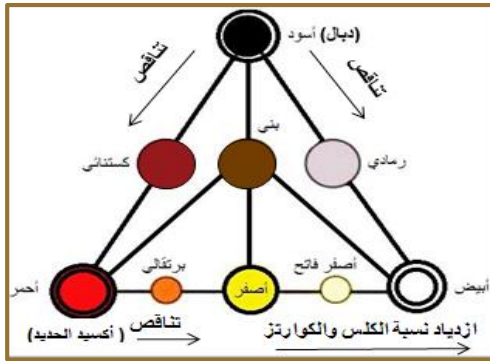 (دبال) أسود
تناقص
تناقص
بني
كستنائي
رمادي
برتقالي
أصفر فاتح
أحمر
أصفر
أبيض
تناقص
ازدياد نسبة الكلس والكوارتز
( أكسيد الحديد)